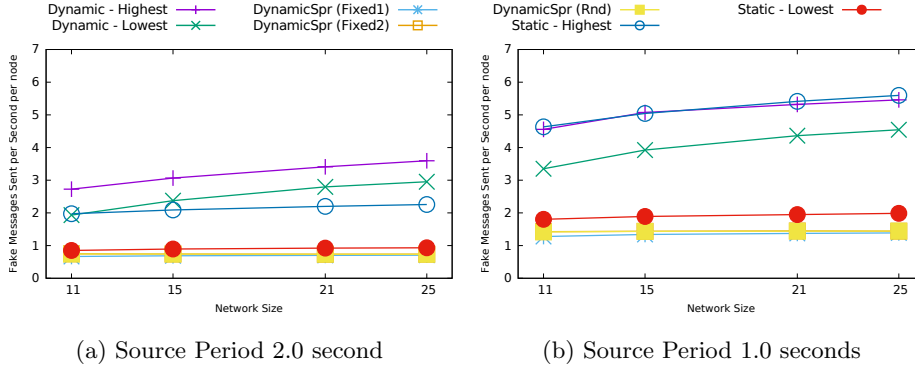 Dynamic - Highest
Dynamic - Lowest
DynamicSpr (Fixed1)
DynamicSpr (Fixed2)
DynamicSpr (Rnd)
Static - Highest
Static - Lowest
Fake Messages Sent per Second per node
7
6
5
4
3
2
1
0
11
15
21
25
Network Size
(a) Source Period 2.0 second
Fake Messages Sent per Second per node
7
6
5
4
3
2
1
0
11
15
21
25
Network Size
(b) Source Period 1.0 seconds